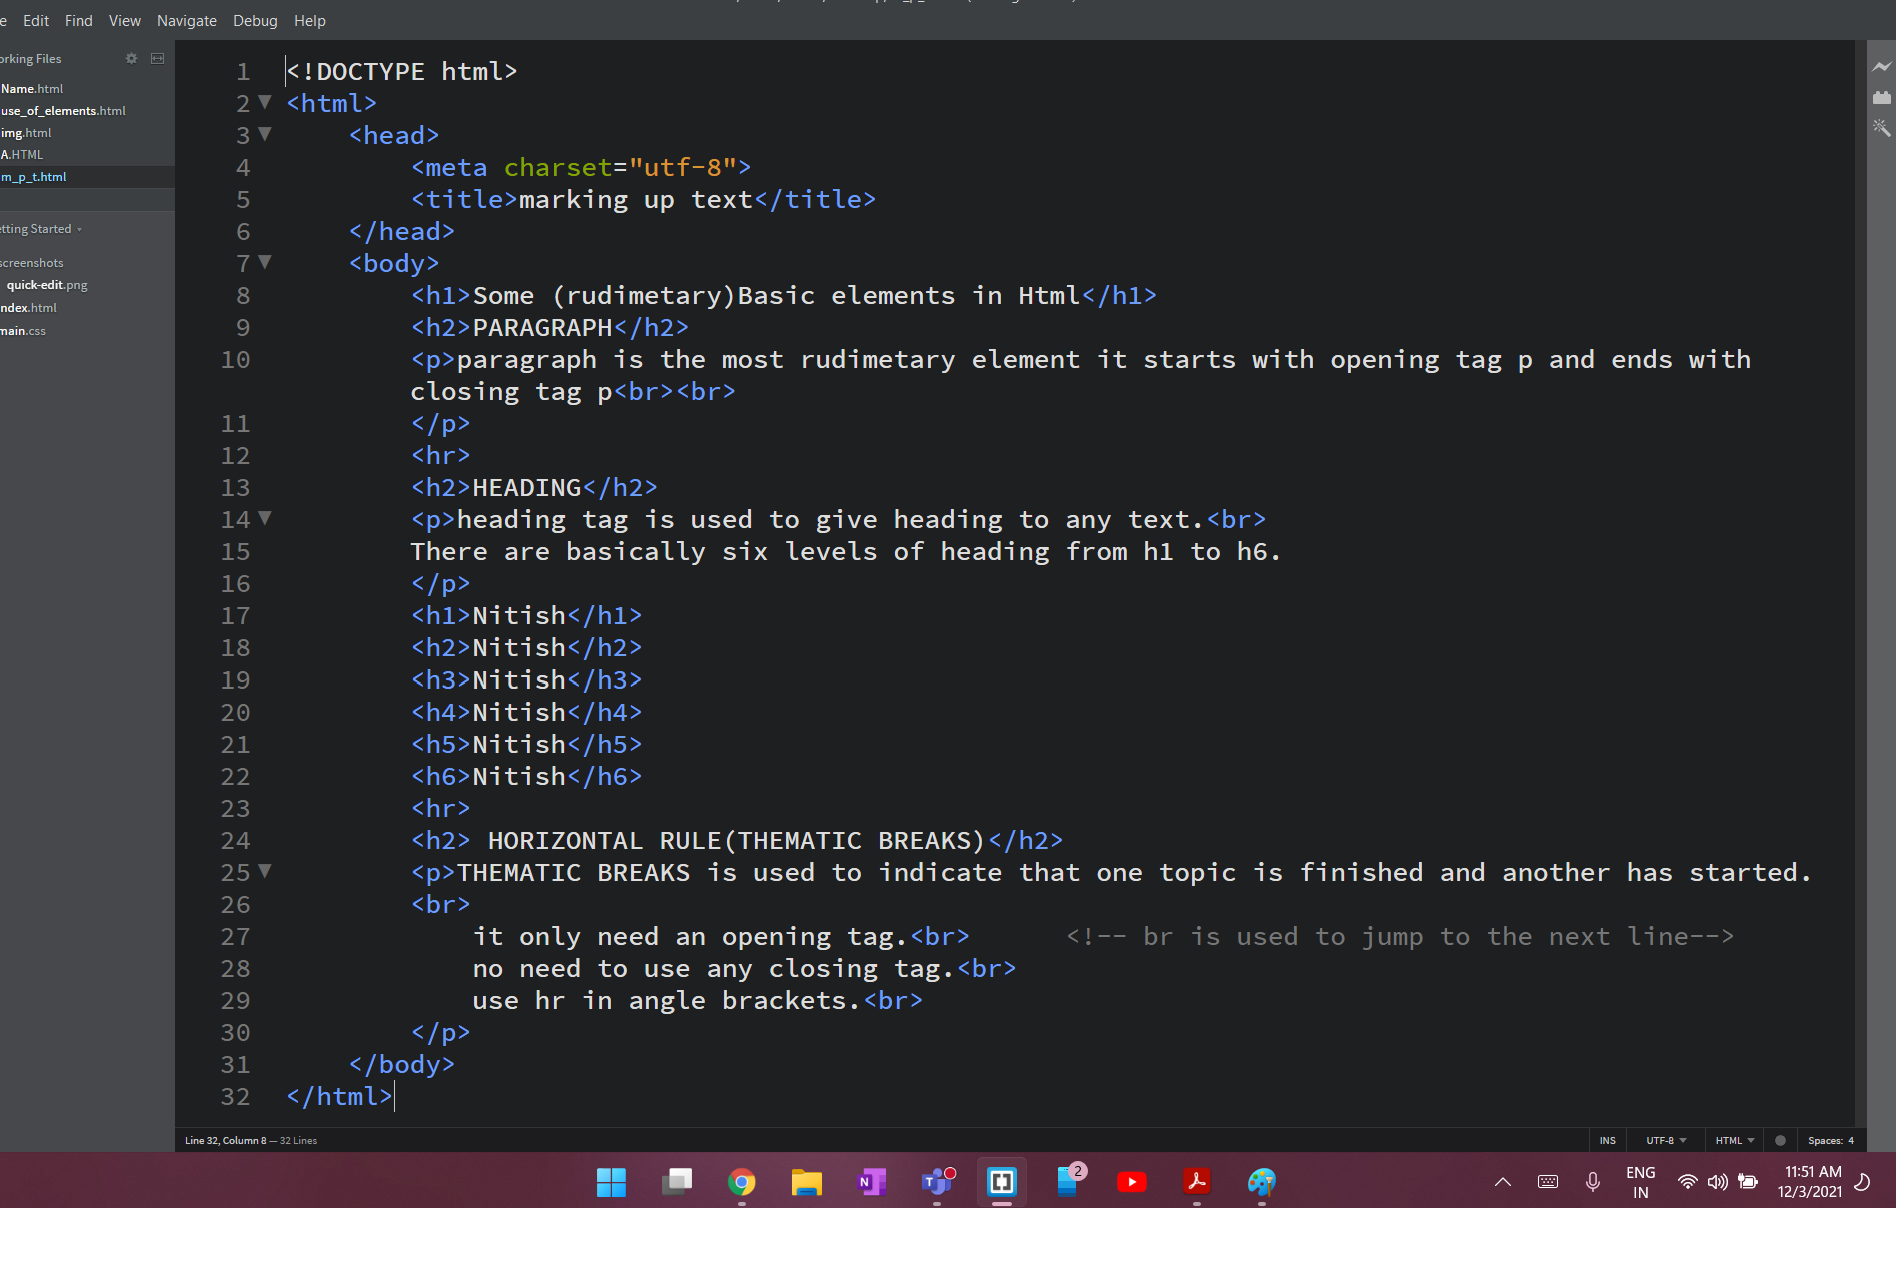 Edit Find View Navigate Debug Help
Working Files
Name.html
use_of_elements.html
img.html
A.HTML
m_p_t.html
Getting Started
screenshots
quick-edit.png
index.html
main.css
1 <!DOCTYPE html>
2 <html>
3 <head>
4 <meta charset="utf-8">
5 <title>marking up text</title>
6 </head>
7 <body>
8 <h1>Some (rudimetary)Basic elements in Html</h1>
9 <h2>PARAGRAPH</h2>
10 <p>paragraph is the most rudimetary element it starts with opening tag p and ends with
closing tag p<br><br>
11 </p>
12 <hr>
13 <h2>HEADING</h2>
14 <p>heading tag is used to give heading to any text.<br>
15 There are basically six levels of heading from h1 to h6.
16 </p>
17 <h1>Nitish</h1>
18 <h2>Nitish</h2>
19 <h3>Nitish</h3>
20 <h4>Nitish</h4>
21 <h5>Nitish</h5>
22 <h6>Nitish</h6>
23 <hr>
24 <h2> HORIZONTAL RULE(THEMATIC BREAKS)</h2>
25 <p>THEMATIC BREAKS is used to indicate that one topic is finished and another has started.
26 <br>
27 it only need an opening tag.<br> <!-- br is used to jump to the next line-->
28 no need to use any closing tag.<br>
29 use hr in angle brackets.<br>
30 </p>
31 </body>
32 </html>
Line 32, Column 8 — 32 Lines
INS UTF-8 HTML Spaces: 4
2
ENG
IN
11:51 AM
12/3/2021